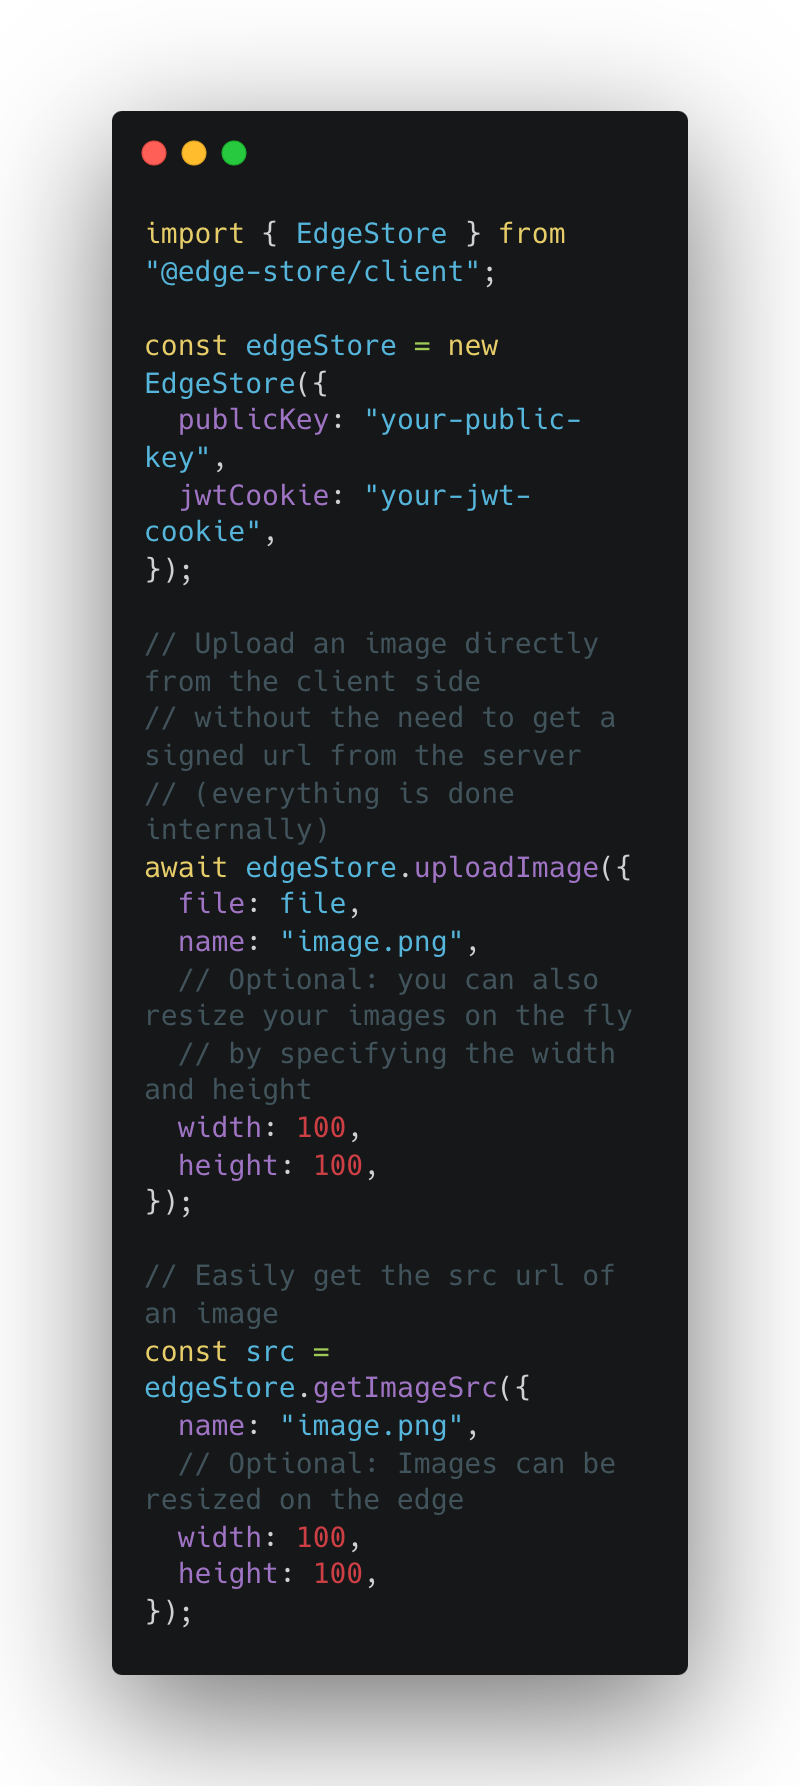 import { EdgeStore } from
"@edge-store/client";

const edgeStore = new
EdgeStore({
  publicKey: "your-public-
key",
  jwtCookie: "your-jwt-
cookie",
});

// Upload an image directly
from the client side
// without the need to get a
signed url from the server
// (everything is done
internally)
await edgeStore.uploadImage({
  file: file,
  name: "image.png",
  // Optional: you can also
resize your images on the fly
  // by specifying the width
and height
  width: 100,
  height: 100,
});

// Easily get the src url of
an image
const src =
edgeStore.getImageSrc({
  name: "image.png",
  // Optional: Images can be
resized on the edge
  width: 100,
  height: 100,
});